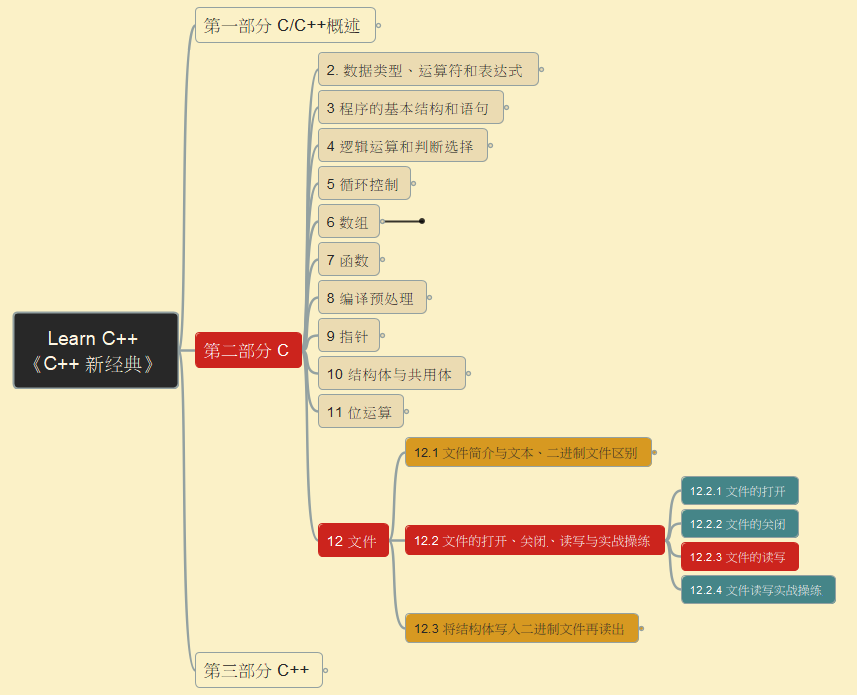 第一部分 C/C++概述
2. 数据类型、运算符和表达式
3 程序的基本结构和语句
4 逻辑运算和判断选择
5 循环控制
6 数组
7 函数
8 编译预处理
Learn C++
《C++ 新经典》
第二部分 C
9 指针
10 结构体与共用体
11 位运算
12 文件
12.1 文件简介与文本、二进制文件区别
12.2 文件的打开、关闭、读写与实战操练
12.2.1 文件的打开
12.2.2 文件的关闭
12.2.3 文件的读写
12.2.4 文件读写实战操练
12.3 将结构体写入二进制文件再读出
第三部分 C++